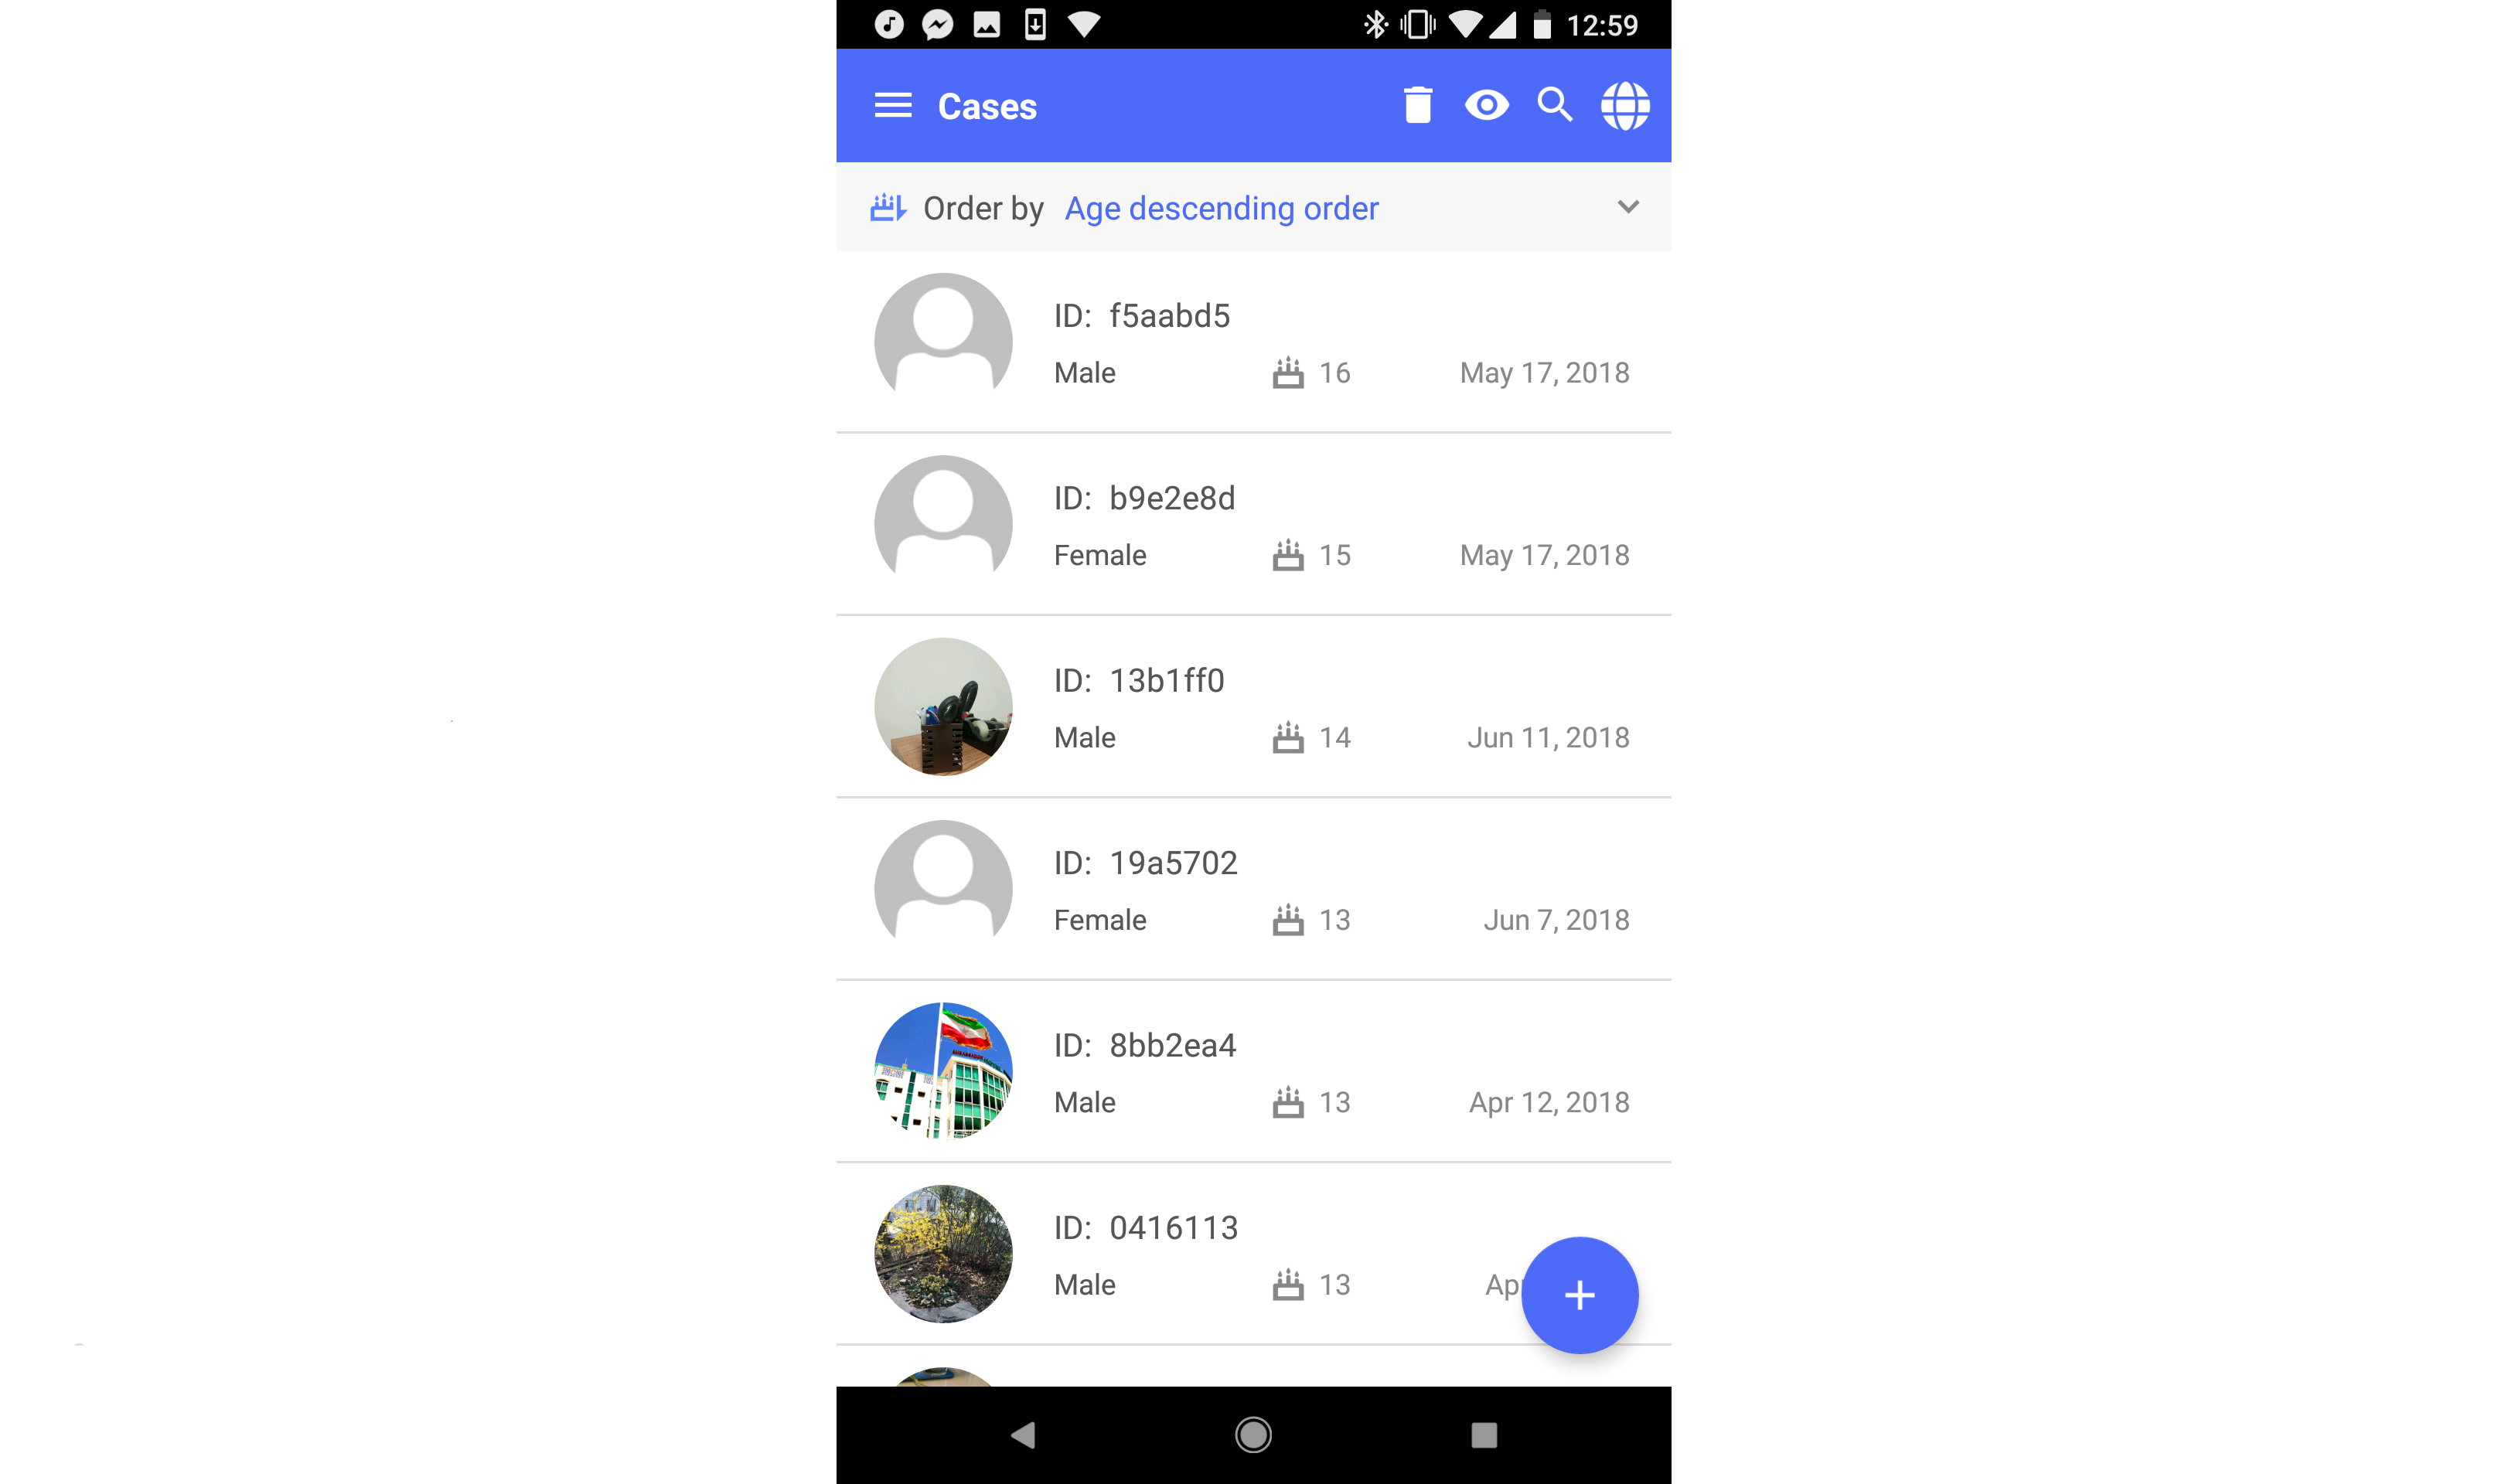 12:59
Cases
Order by Age descending order
ID: f5aabd5
Male 16 May 17, 2018
ID: b9e2e8d
Female 15 May 17, 2018
ID: 13b1ff0
Male 14 Jun 11, 2018
ID: 19a5702
Female 13 Jun 7, 2018
ID: 8bb2ea4
Male 13 Apr 12, 2018
ID: 0416113
Male 13